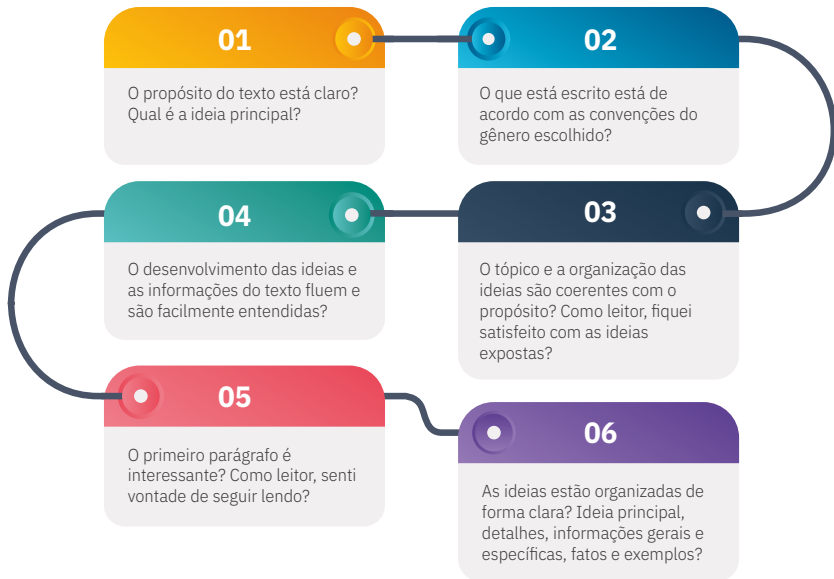 01
O propósito do texto está claro?
Qual é a ideia principal?
02
O que está escrito está de
acordo com as convenções do
gênero escolhido?
03
O tópico e a organização das
ideias são coerentes com o
propósito? Como leitor, fiquei
satisfeito com as ideias
expostas?
04
O desenvolvimento das ideias e
as informações do texto fluem e
são facilmente entendidas?
05
O primeiro parágrafo é
interessante? Como leitor, senti
vontade de seguir lendo?
06
As ideias estão organizadas de
forma clara? Ideia principal,
detalhes, informações gerais e
específicas, fatos e exemplos?